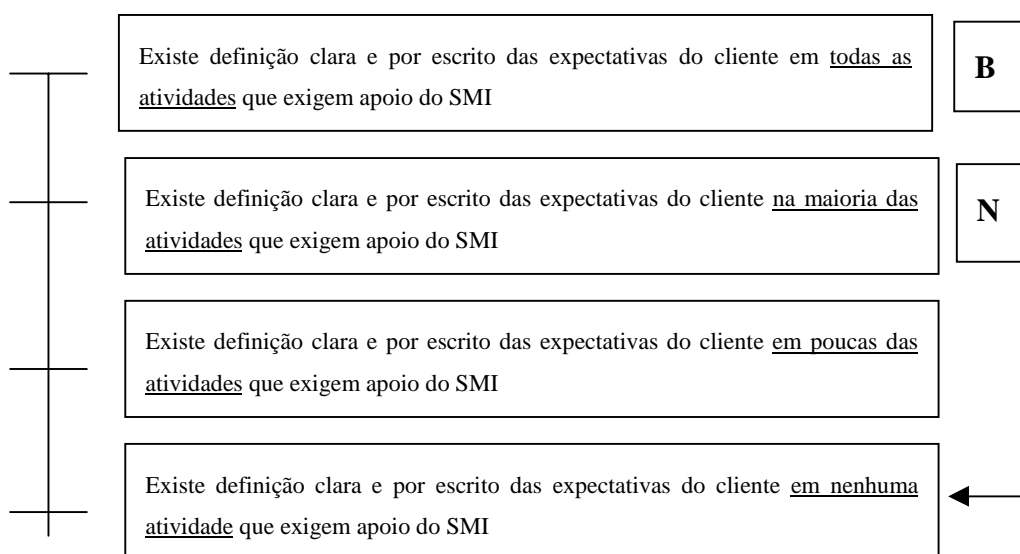 Existe definição clara e por escrito das expectativas do cliente em todas as
atividades que exigem apoio do SMI
B
Existe definição clara e por escrito das expectativas do cliente na maioria das
atividades que exigem apoio do SMI
N
Existe definição clara e por escrito das expectativas do cliente em poucas das
atividades que exigem apoio do SMI
Existe definição clara e por escrito das expectativas do cliente em nenhuma
atividade que exigem apoio do SMI